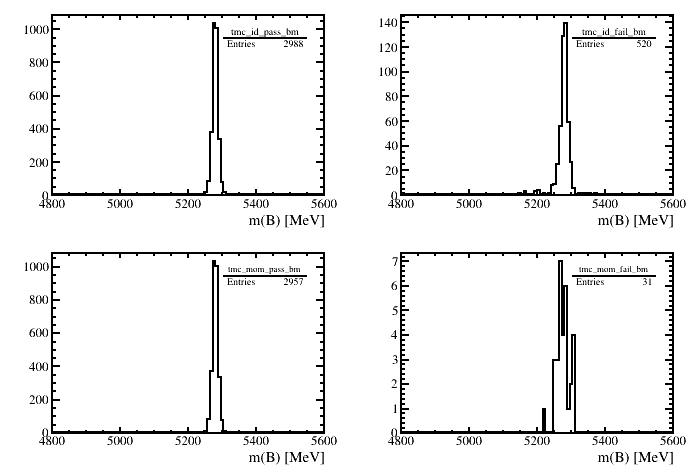 tmc_id_pass_bm
Entries 2988
1000
800
600
400
200
0
4800 5000 5200 5400 5600
m(B) [MeV]
tmc_id_fail_bm
Entries 520
140
120
100
80
60
40
20
0
4800 5000 5200 5400 5600
m(B) [MeV]
tmc_mom_pass_bm
Entries 2957
1000
800
600
400
200
0
4800 5000 5200 5400 5600
m(B) [MeV]
tmc_mom_fail_bm
Entries 31
7
6
5
4
3
2
1
0
4800 5000 5200 5400 5600
m(B) [MeV]